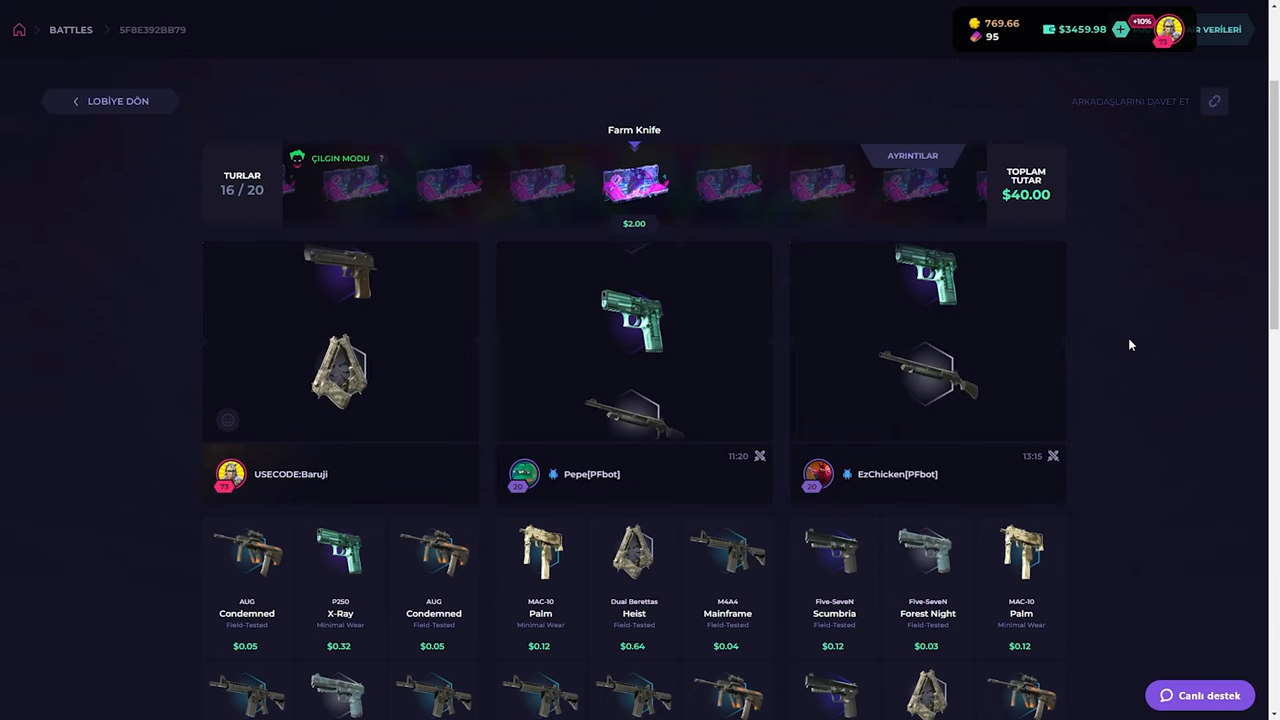 BATTLES
5F8E392BB79
769.66
95
$3459.98
+10%
73
AİR VERİLERİ
LOBİYE DÖN
ARKADAŞLARINI DAVET ET
Farm Knife
ÇILGIN MODU ?
AYRINTILAR
TURLAR
16 / 20
TOPLAM
TUTAR
$40.00
$2.00
11:20
13:15
USECODE:Baruji
73
Pepe[PFbot]
20
EzChicken[PFbot]
20
AUG
Condemned
Field-Tested
$0.05
P250
X-Ray
Minimal Wear
$0.32
AUG
Condemned
Field-Tested
$0.05
MAC-10
Palm
Minimal Wear
$0.12
Dual Berettas
Heist
Field-Tested
$0.64
M4A4
Mainframe
Field-Tested
$0.04
Five-SeveN
Scumbria
Field-Tested
$0.12
Five-SeveN
Forest Night
Field-Tested
$0.03
MAC-10
Palm
Minimal Wear
$0.12
Canlı destek